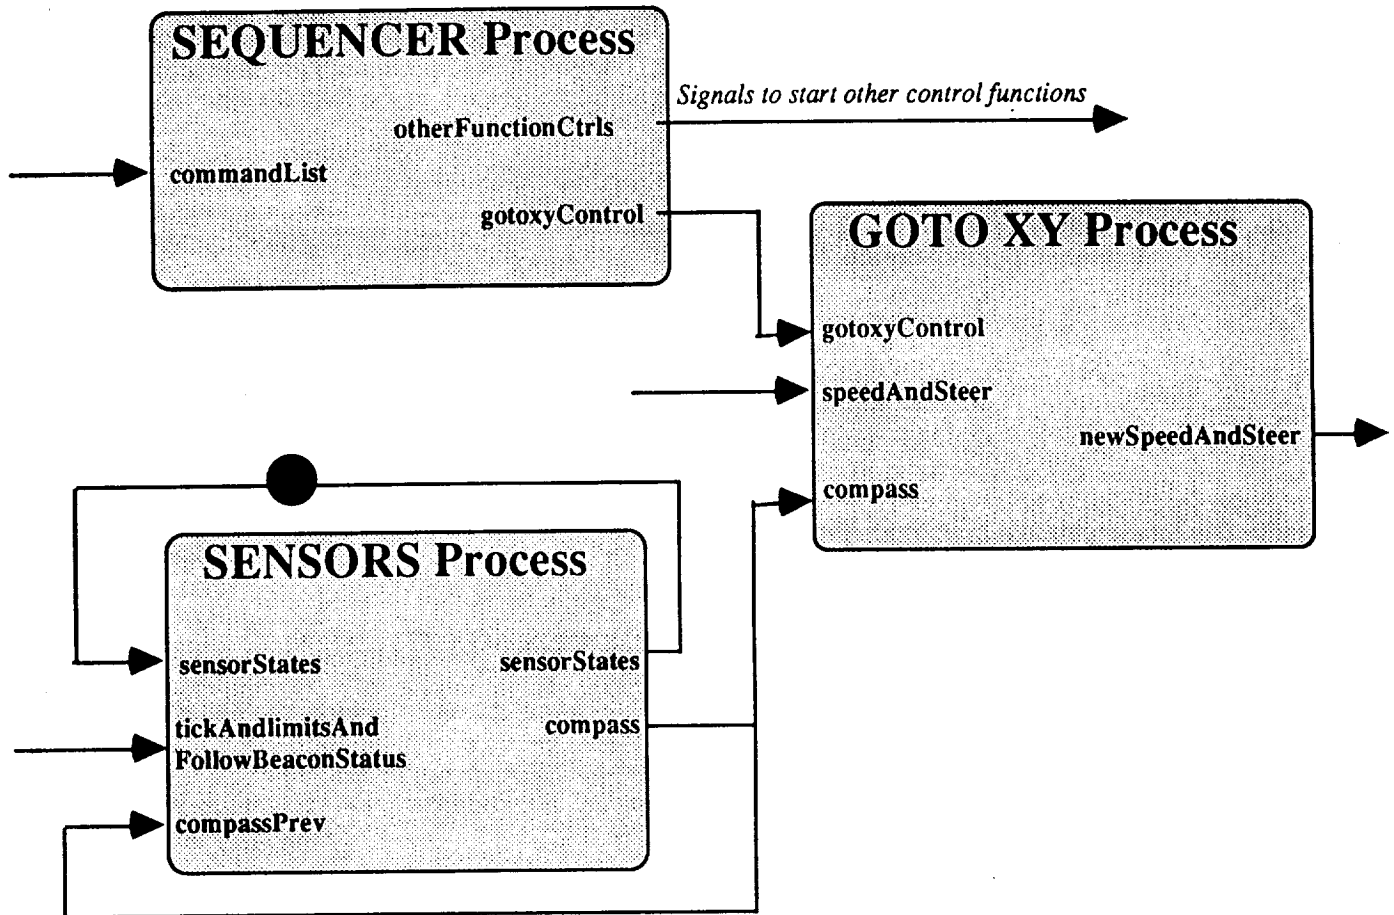 SEQUENCER Process
Signals to start other control functions
otherFunctionCtrls
commandList
gotoxyControl
GOTO XY Process
gotoxyControl
speedAndSteer
newSpeedAndSteer
compass
SENSORS Process
sensorStates
sensorStates
tickAndlimitsAnd
FollowBeaconStatus
compass
compassPrev